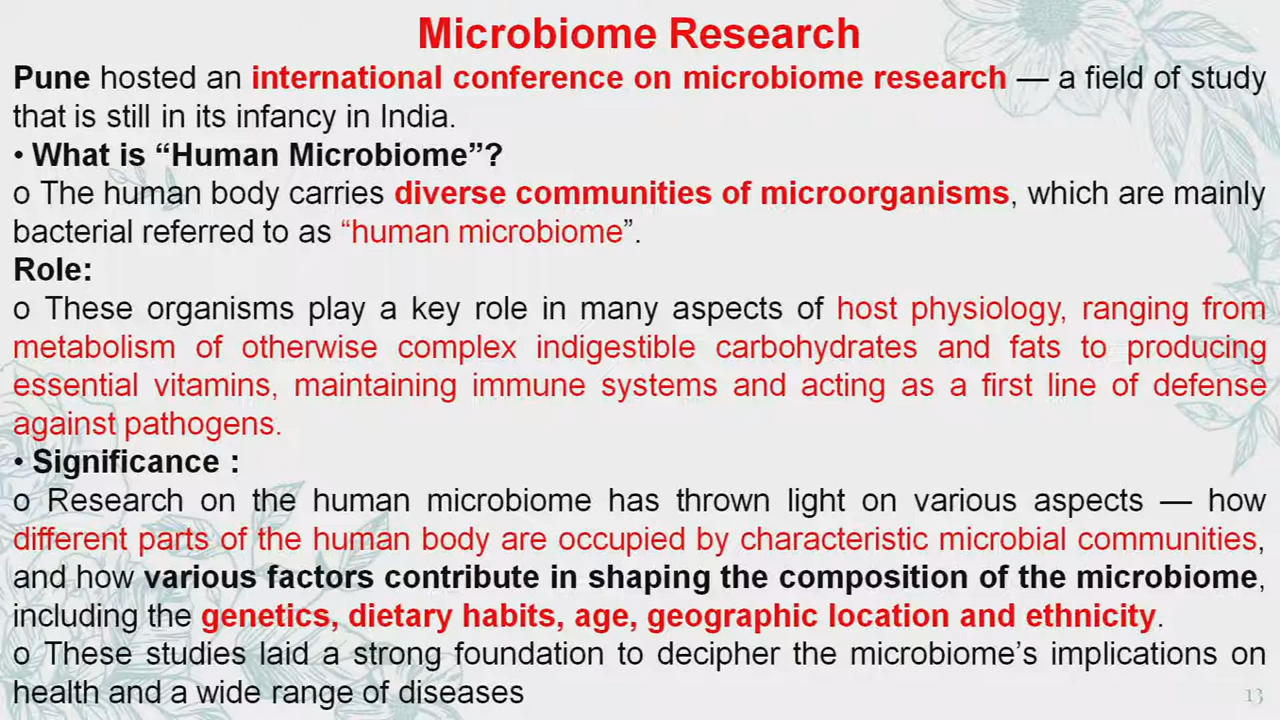 Microbiome Research
Pune hosted an international conference on microbiome research — a field of study
that is still in its infancy in India.
• What is “Human Microbiome”?
o The human body carries diverse communities of microorganisms, which are mainly
bacterial referred to as “human microbiome”.
Role:
o These organisms play a key role in many aspects of host physiology, ranging from
metabolism of otherwise complex indigestible carbohydrates and fats to producing
essential vitamins, maintaining immune systems and acting as a first line of defense
against pathogens.
• Significance :
o Research on the human microbiome has thrown light on various aspects — how
different parts of the human body are occupied by characteristic microbial communities,
and how various factors contribute in shaping the composition of the microbiome,
including the genetics, dietary habits, age, geographic location and ethnicity.
o These studies laid a strong foundation to decipher the microbiome’s implications on
health and a wide range of diseases
13